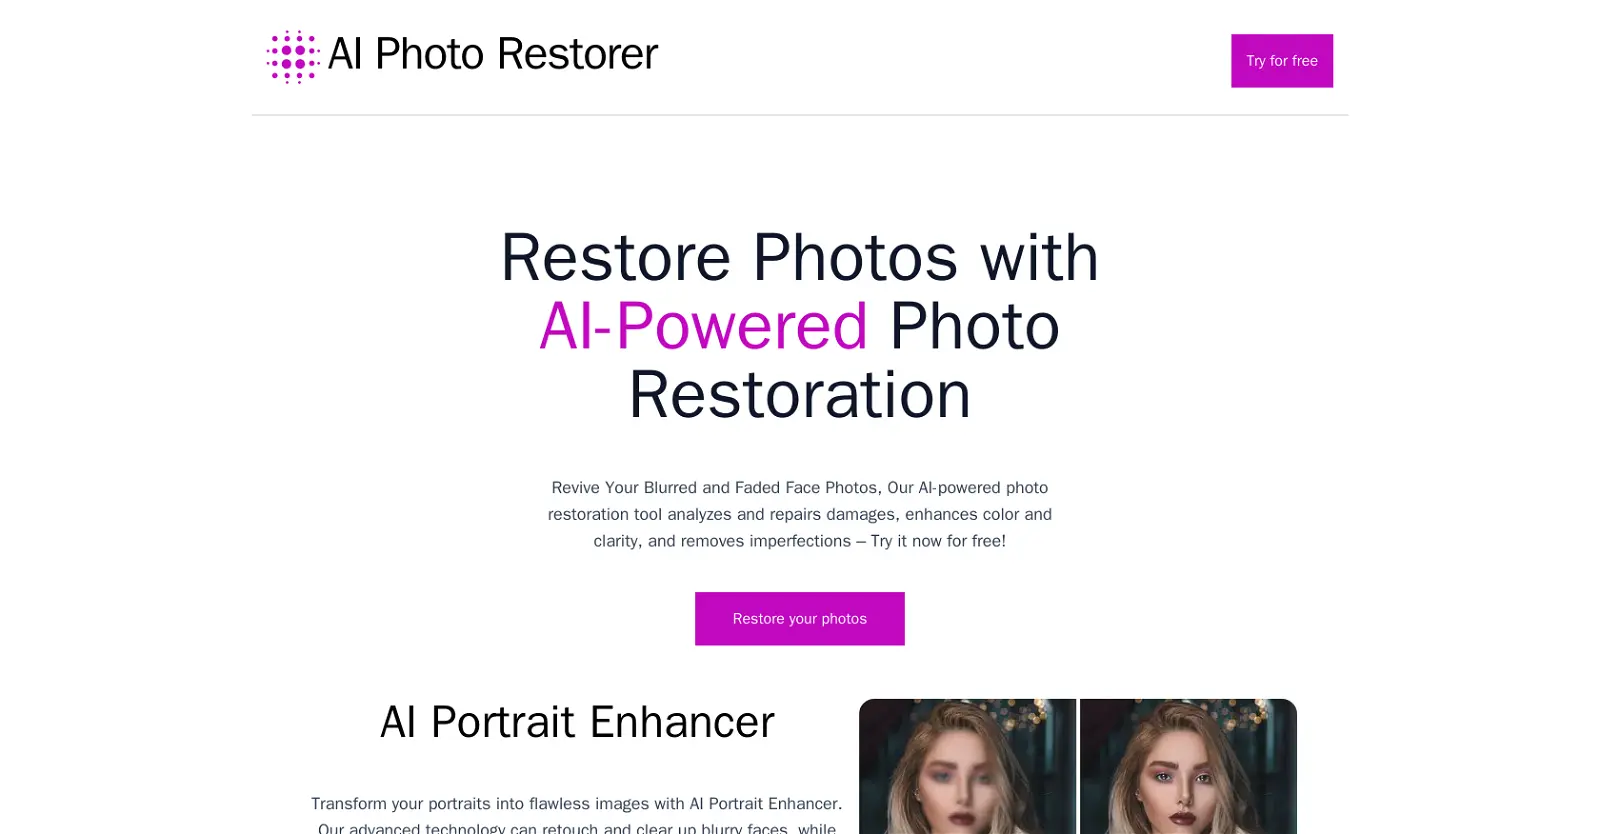 AI Photo Restorer
Try for free
Restore Photos with
AI-Powered Photo
Restoration
Revive Your Blurred and Faded Face Photos, Our AI-powered photo
restoration tool analyzes and repairs damages, enhances color and
clarity, and removes imperfections – Try it now for free!
Restore your photos
AI Portrait Enhancer
Transform your portraits into flawless images with AI Portrait Enhancer.
Our advanced technology can retouch and clear up blurry faces, while